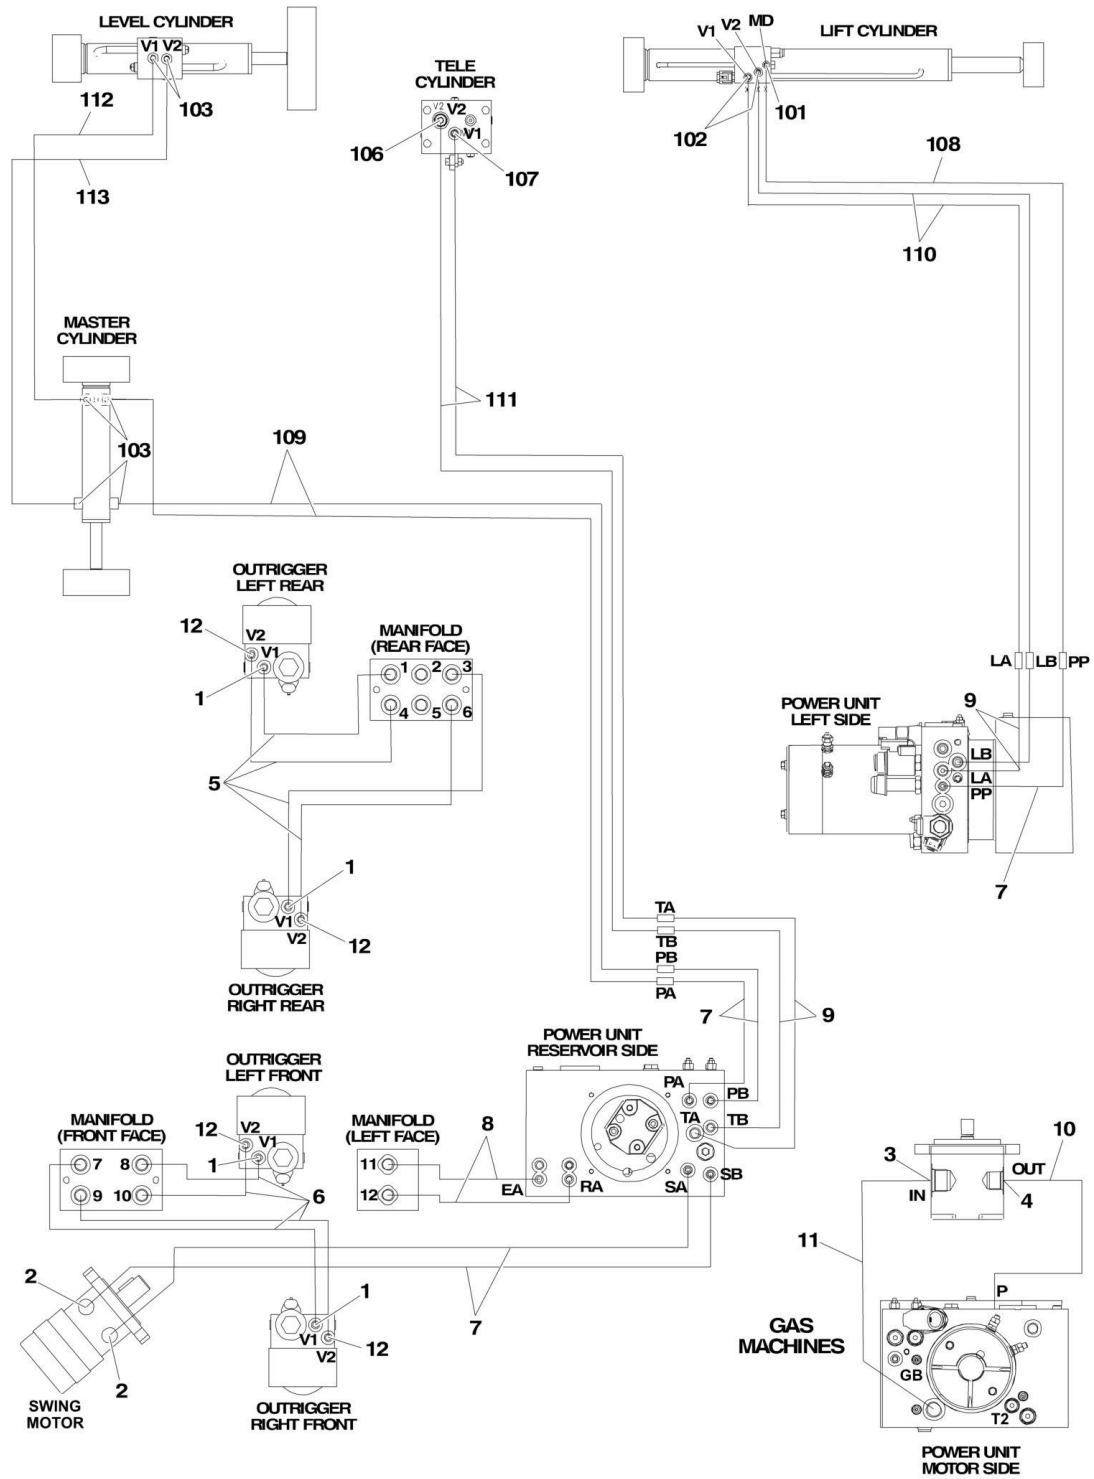 LEVEL CYLINDER
V1 V2
103
112
113
TELE
CYLINDER
V2 V2
V1
106
107
V1 V2 MD
LIFT CYLINDER
102
101
108
110
MASTER
CYLINDER
103
109
111
OUTRIGGER
LEFT REAR
12
V2
V1
1
MANIFOLD
(REAR FACE)
1 2 3
4 5 6
5
1
V1
V2
12
OUTRIGGER
RIGHT REAR
LA LB PP
POWER UNIT
LEFT SIDE
9
LB
LA
PP
7
TA
TB
PB
PA
7
9
POWER UNIT
RESERVOIR SIDE
PA
PB
TA
TB
EA
RA
SA
SB
OUTRIGGER
LEFT FRONT
MANIFOLD
(FRONT FACE)
7 8
9 10
12
V2
V1
1
6
MANIFOLD
(LEFT FACE)
11
12
8
3
IN
OUT
4
10
11
P
GAS
MACHINES
GB
T2
POWER UNIT
MOTOR SIDE
2
2
SWING
MOTOR
7
1
V1
V2
12
OUTRIGGER
RIGHT FRONT